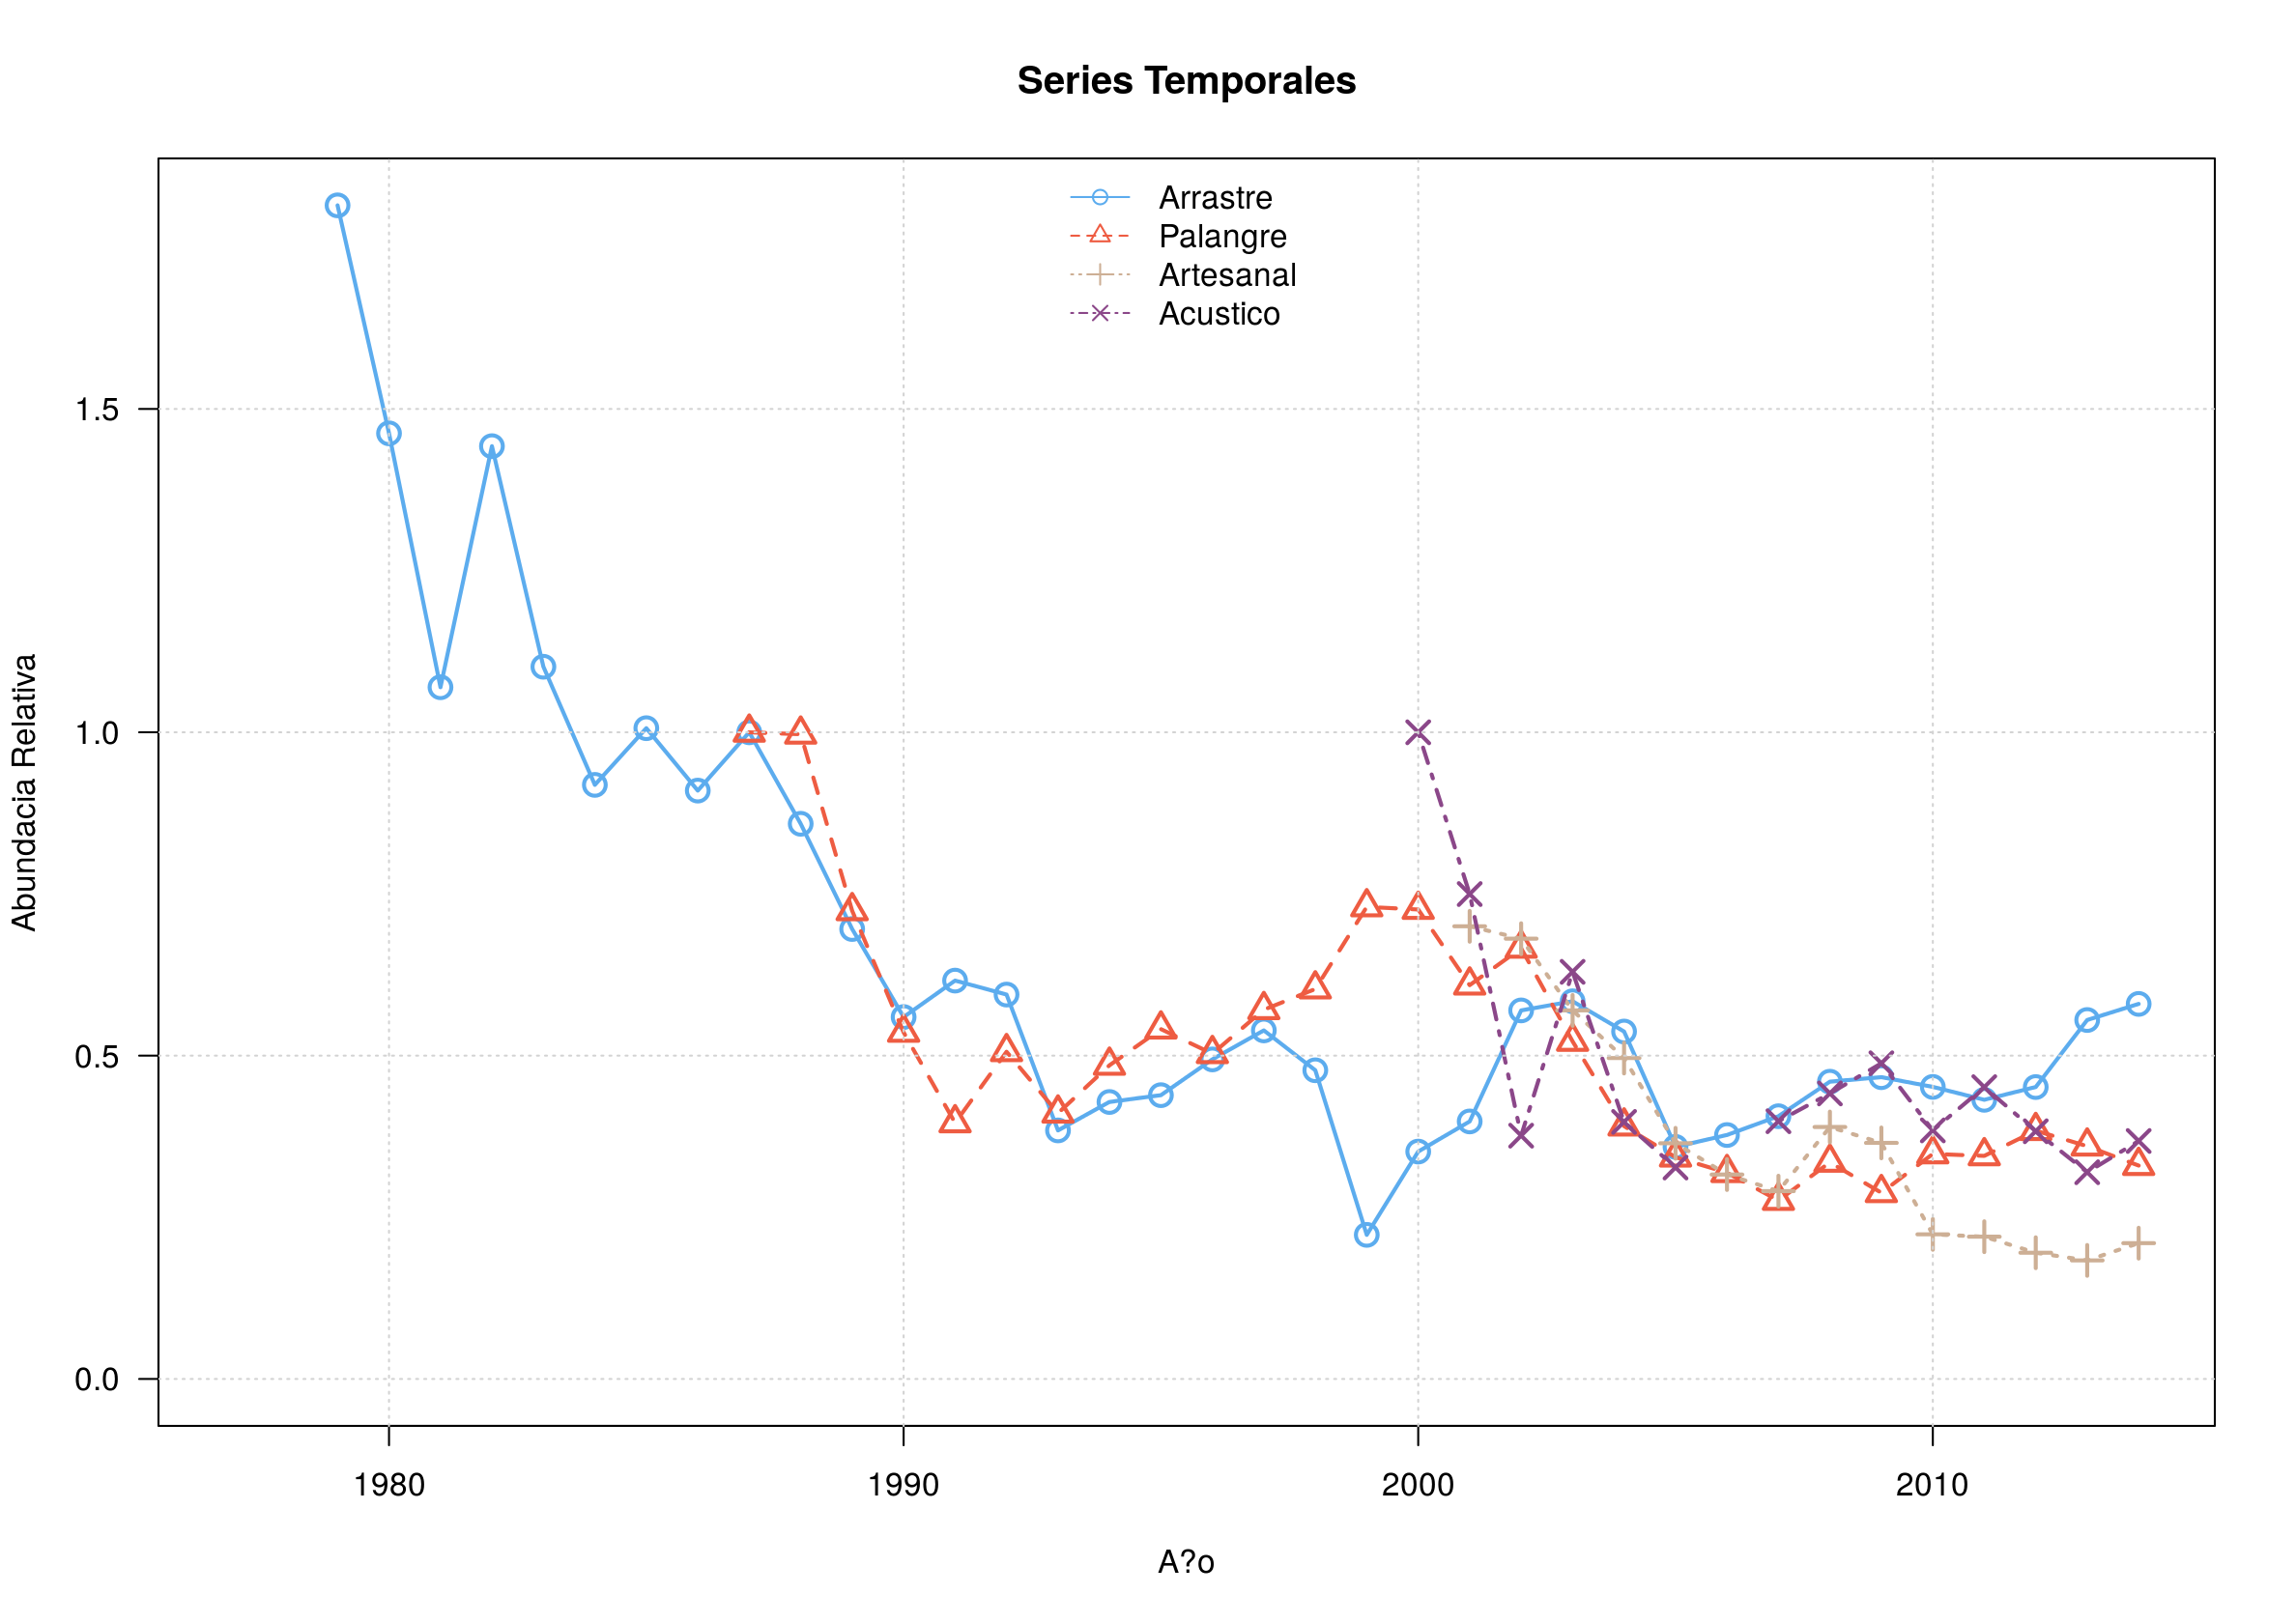 Series Temporales
Arrastre
Palangre
Artesanal
Acustico
Abundacia Relativa
1.5
1.0
0.5
0.0
1980 1990 2000 2010
A?o